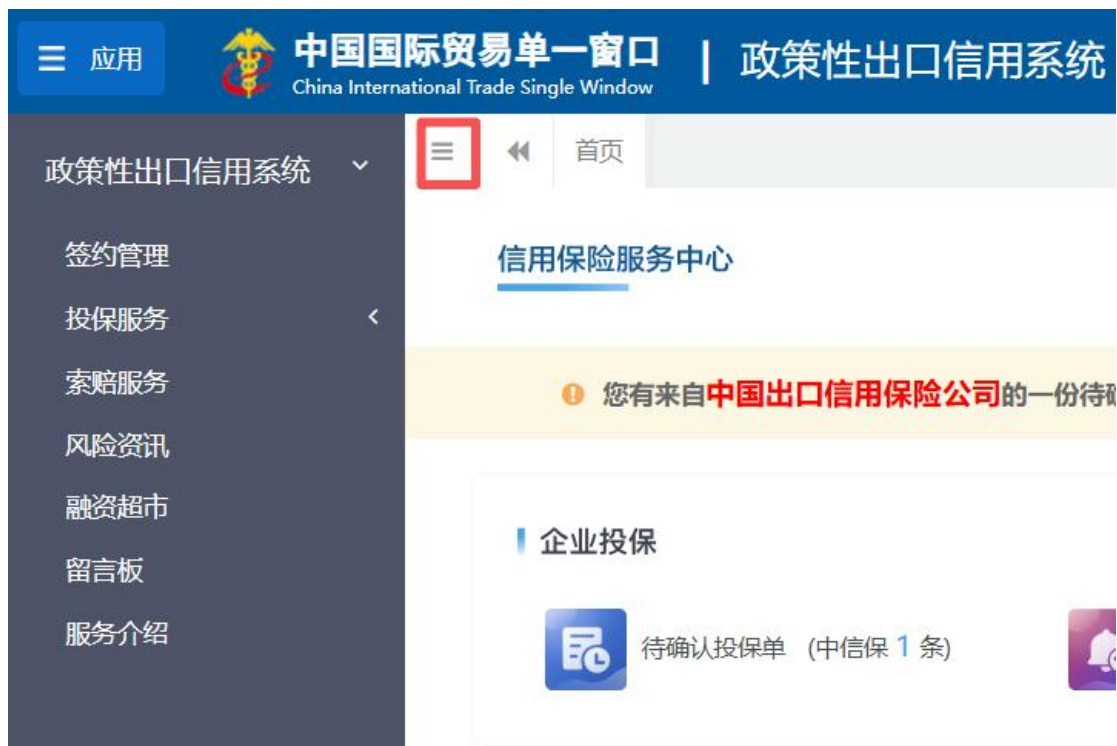 应用
中国国际贸易单一窗口
China International Trade Single Window
政策性出口信用系统
政策性出口信用系统
签约管理
投保服务
索赔服务
风险资讯
融资超市
留言板
服务介绍
首页
信用保险服务中心
您有来自中国出口信用保险公司的一份待
企业投保
待确认投保单 (中信保 1 条)